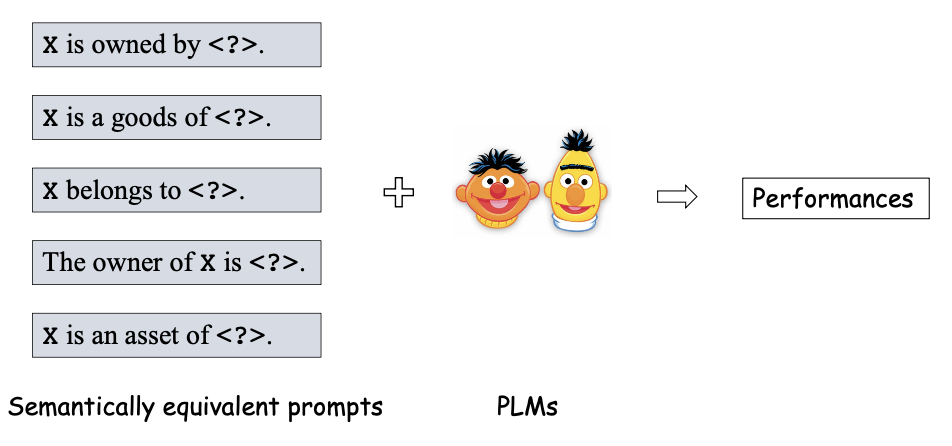 X is owned by <?>.
X is a goods of <?>.
X belongs to <?>.
The owner of X is <?>.
X is an asset of <?>.
Performances
Semantically equivalent prompts
PLMs